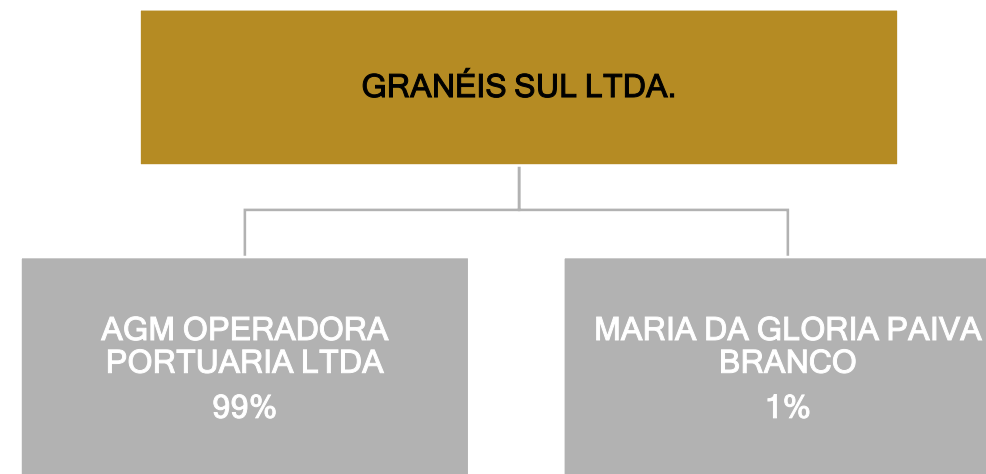 GRANÉIS SUL LTDA.
AGM OPERADORA
PORTUARIA LTDA
99%
MARIA DA GLORIA PAIVA
BRANCO
1%